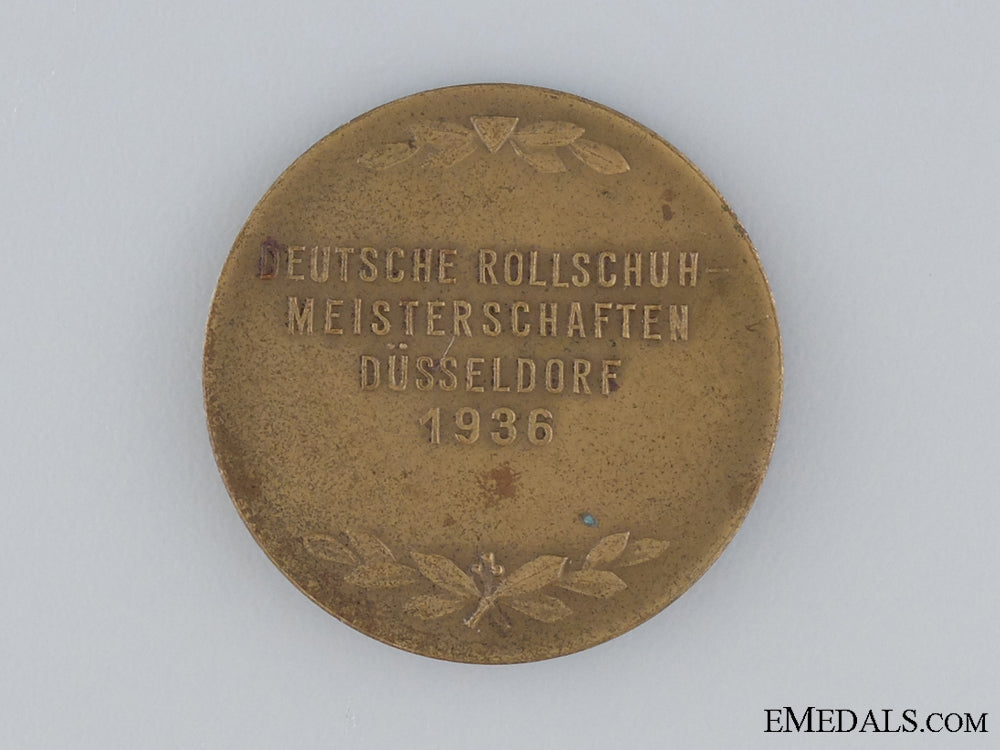 DEUTSCHE ROLLSCHUH-
MEISTERSCHAFTEN
DÜSSELDORF
1936
EMEDALS.COM